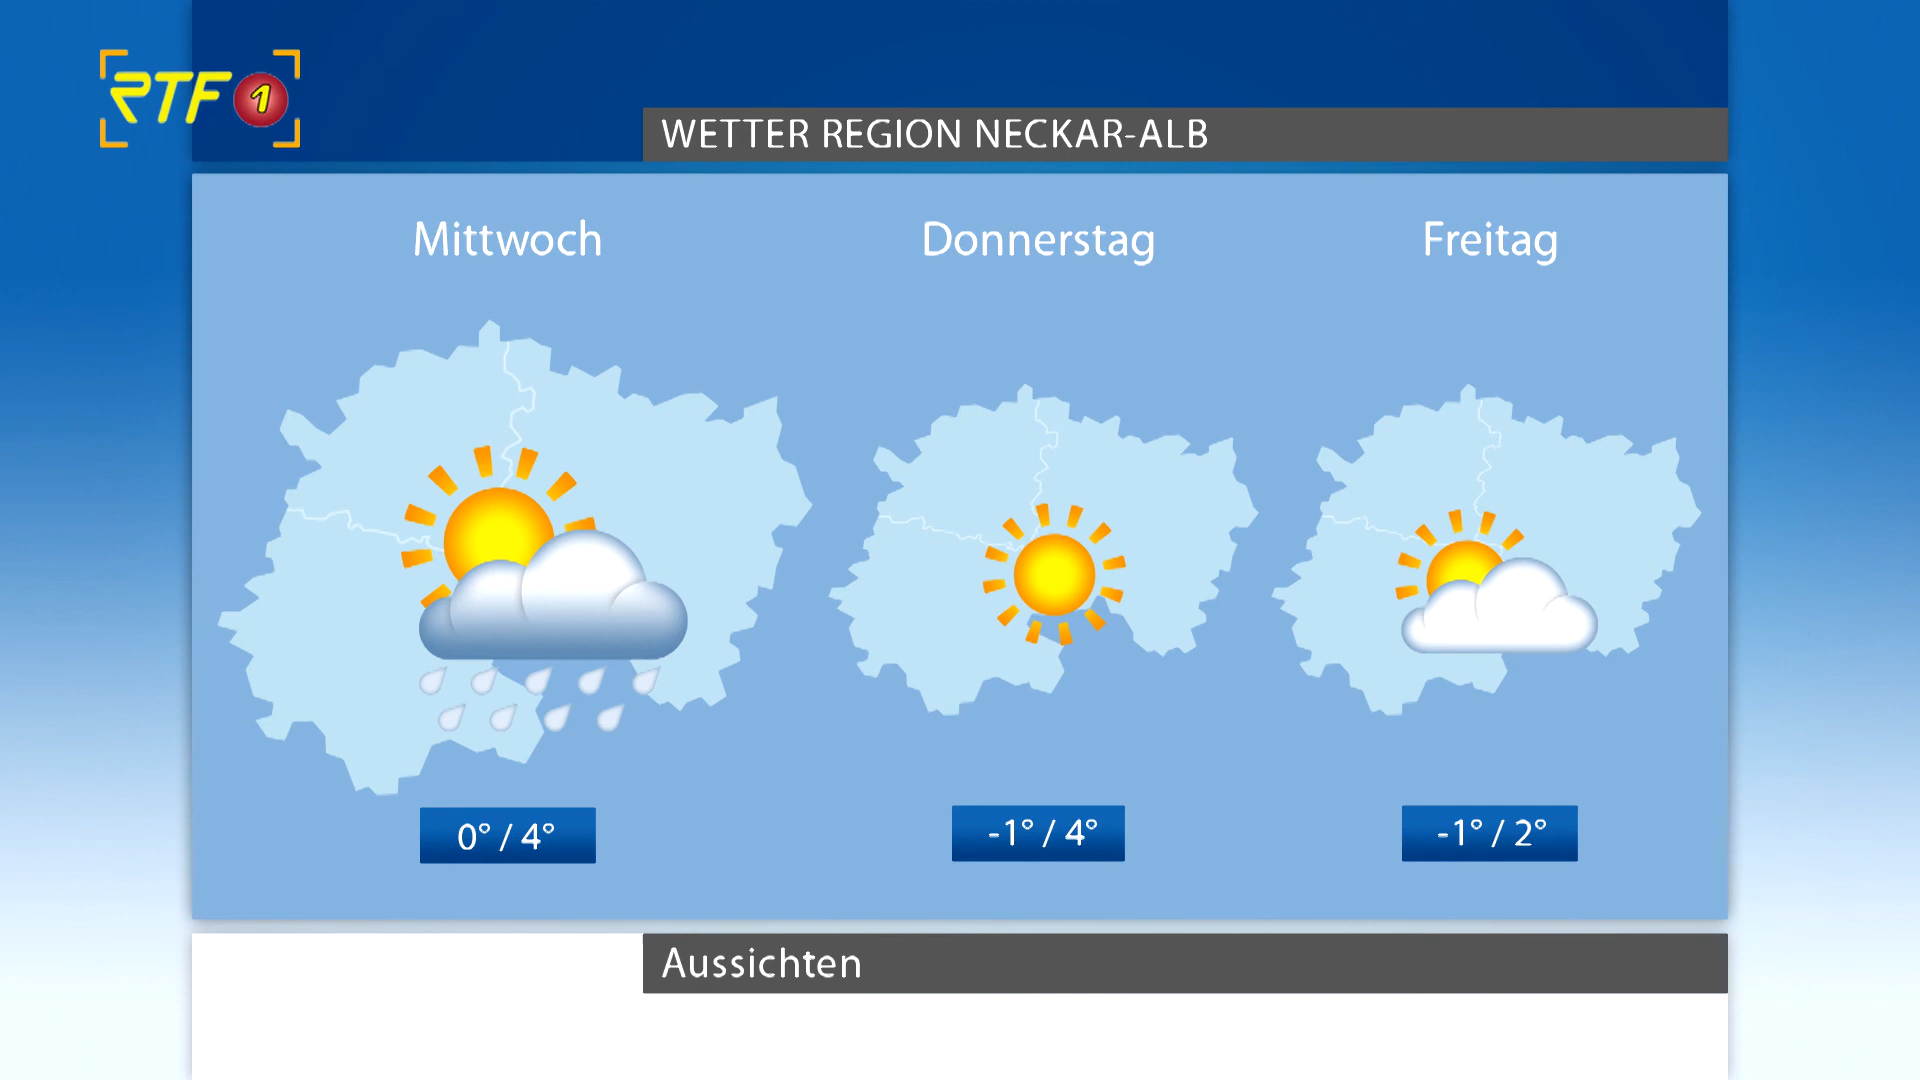 RTF 1
WETTER REGION NECKAR-ALB
Mittwoch
Donnerstag
Freitag
0° / 4°
-1° / 4°
-1° / 2°
Aussichten